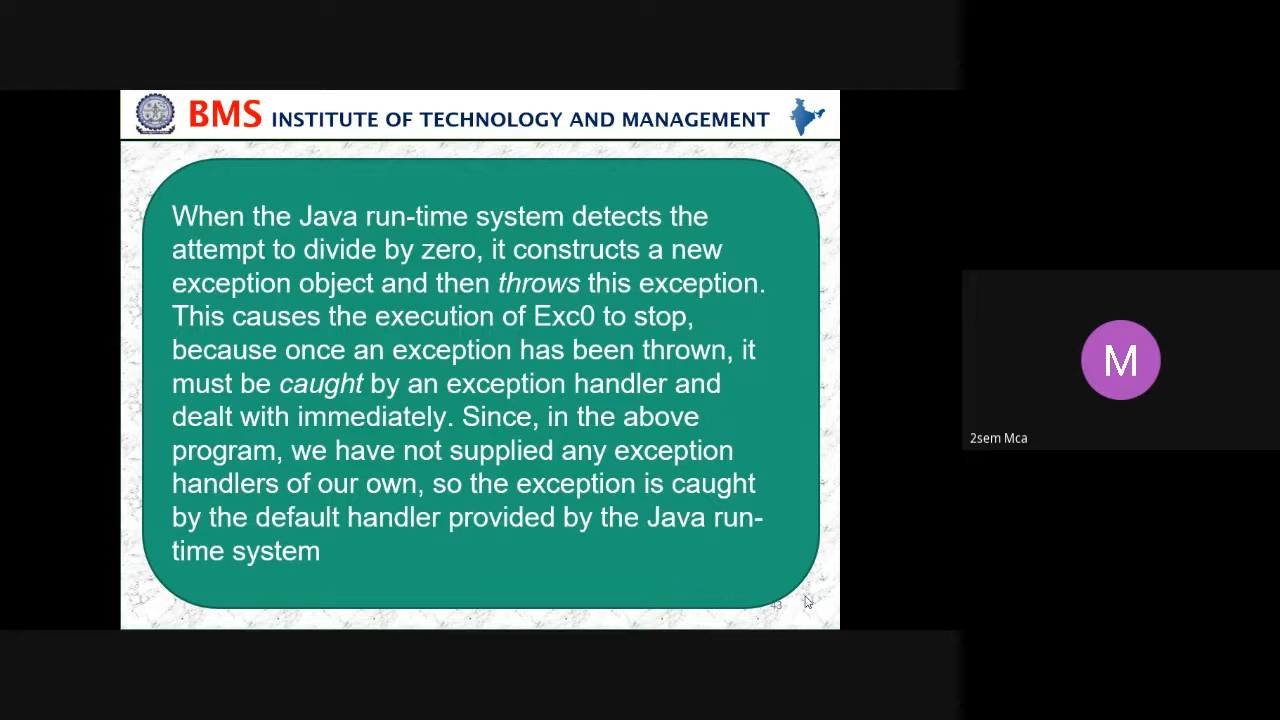 BMS INSTITUTE OF TECHNOLOGY AND MANAGEMENT
When the Java run-time system detects the
attempt to divide by zero, it constructs a new
exception object and then throws this exception.
This causes the execution of Exc0 to stop,
because once an exception has been thrown, it
must be caught by an exception handler and
dealt with immediately. Since, in the above
program, we have not supplied any exception
handlers of our own, so the exception is caught
by the default handler provided by the Java run-
time system
43
M
2sem Mca